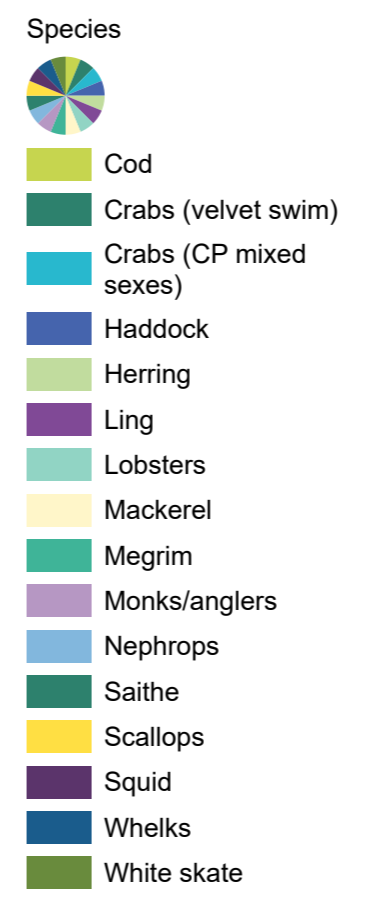 Species
Cod
Crabs (velvet swim)
Crabs (CP mixed
sexes)
Haddock
Herring
Ling
Lobsters
Mackerel
Megrim
Monks/anglers
Nephrops
Saithe
Scallops
Squid
Whelks
White skate